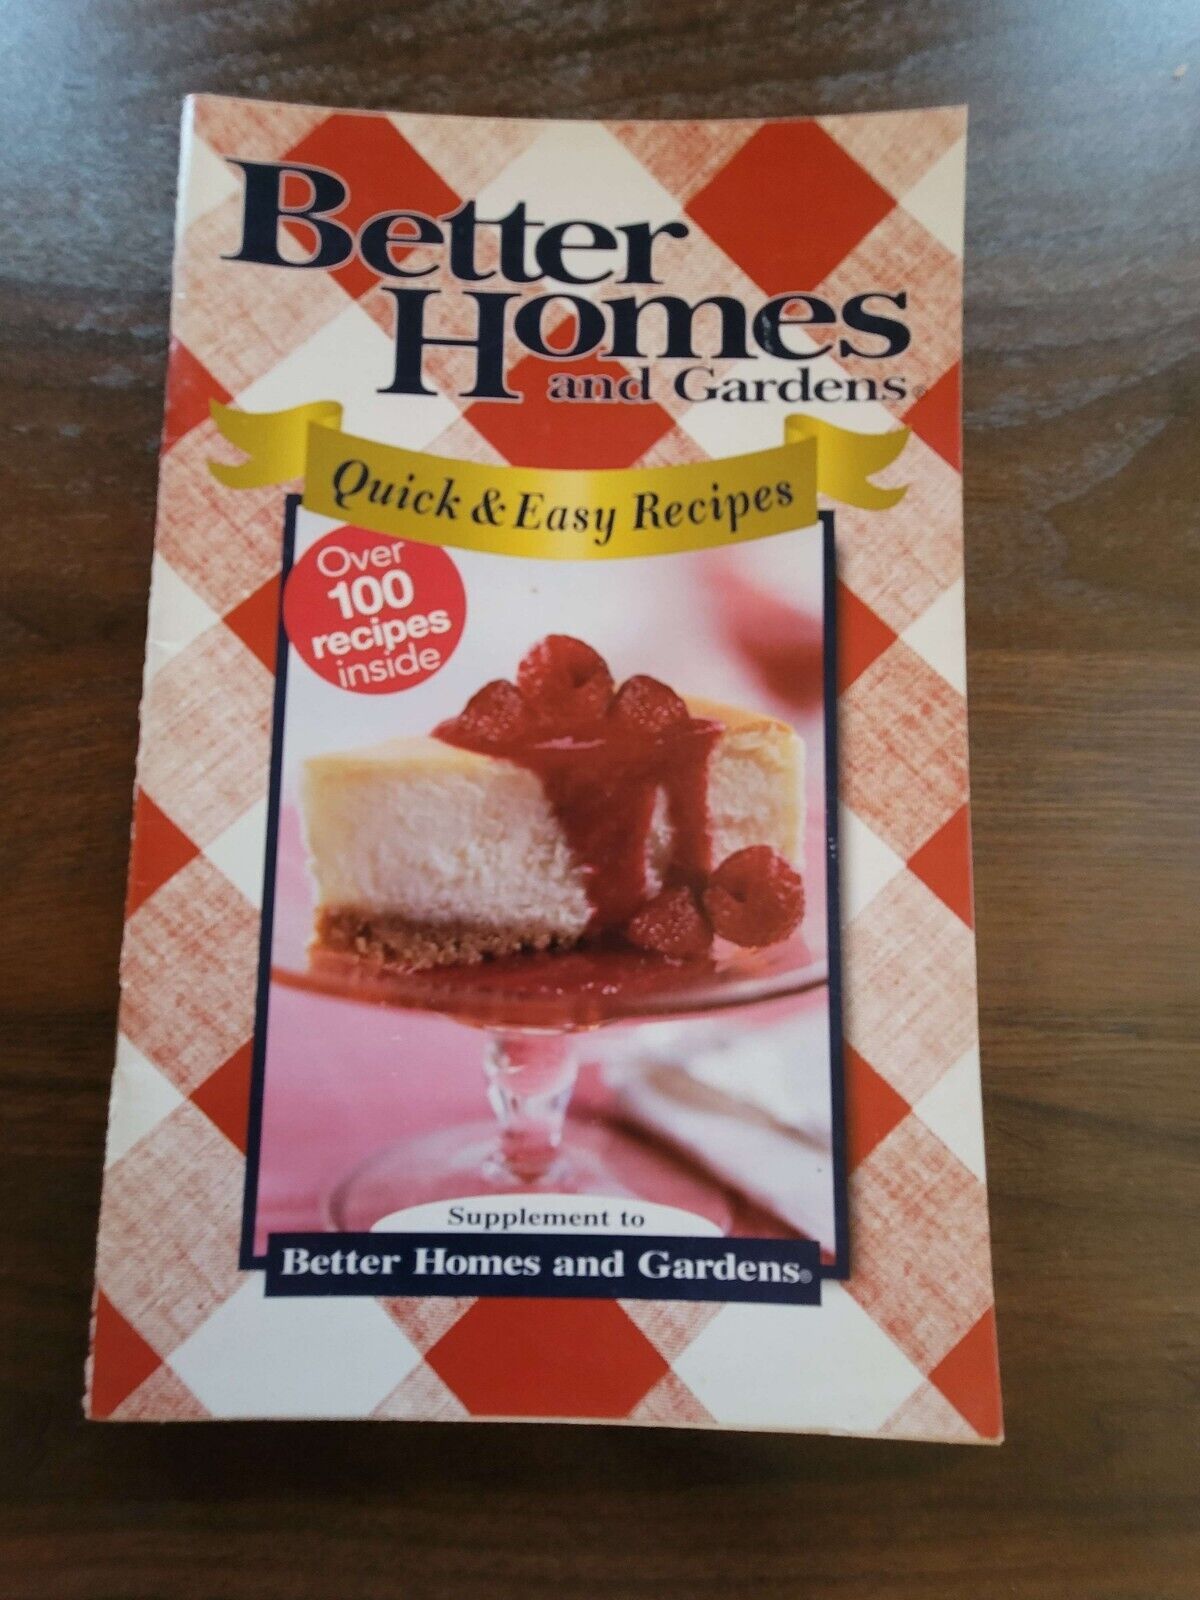 Better
Homes
and Gardens®
Quick & Easy Recipes
Over
100
recipes
inside
Supplement to
Better Homes and Gardens®